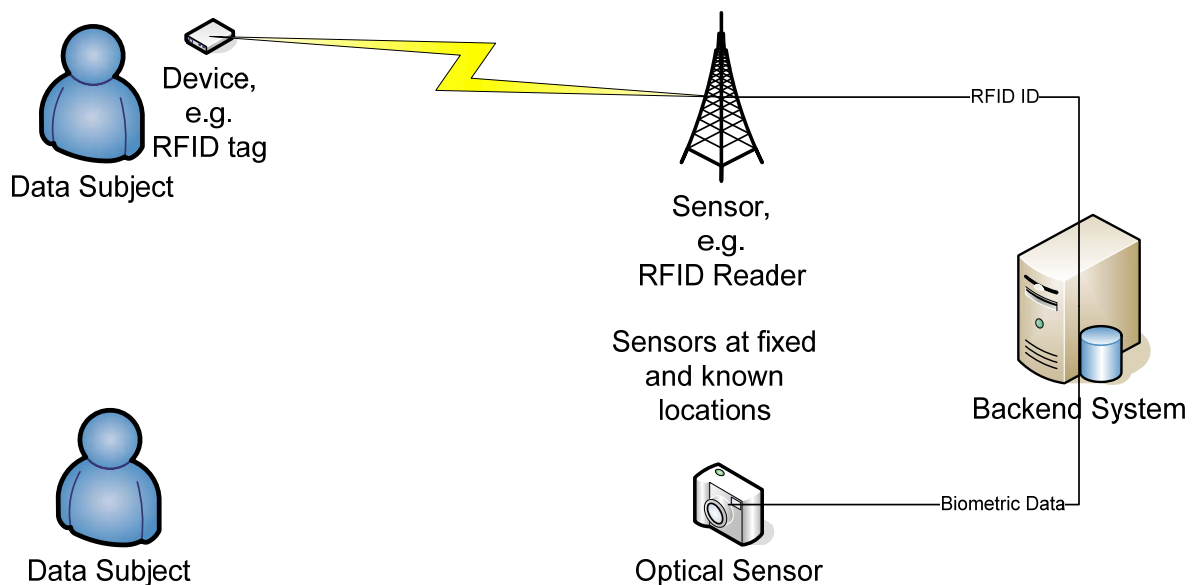 Device,
e.g.
RFID tag
Data Subject
RFID ID
Sensor,
e.g.
RFID Reader
Sensors at fixed
and known
locations
Backend System
Biometric Data
Data Subject
Optical Sensor